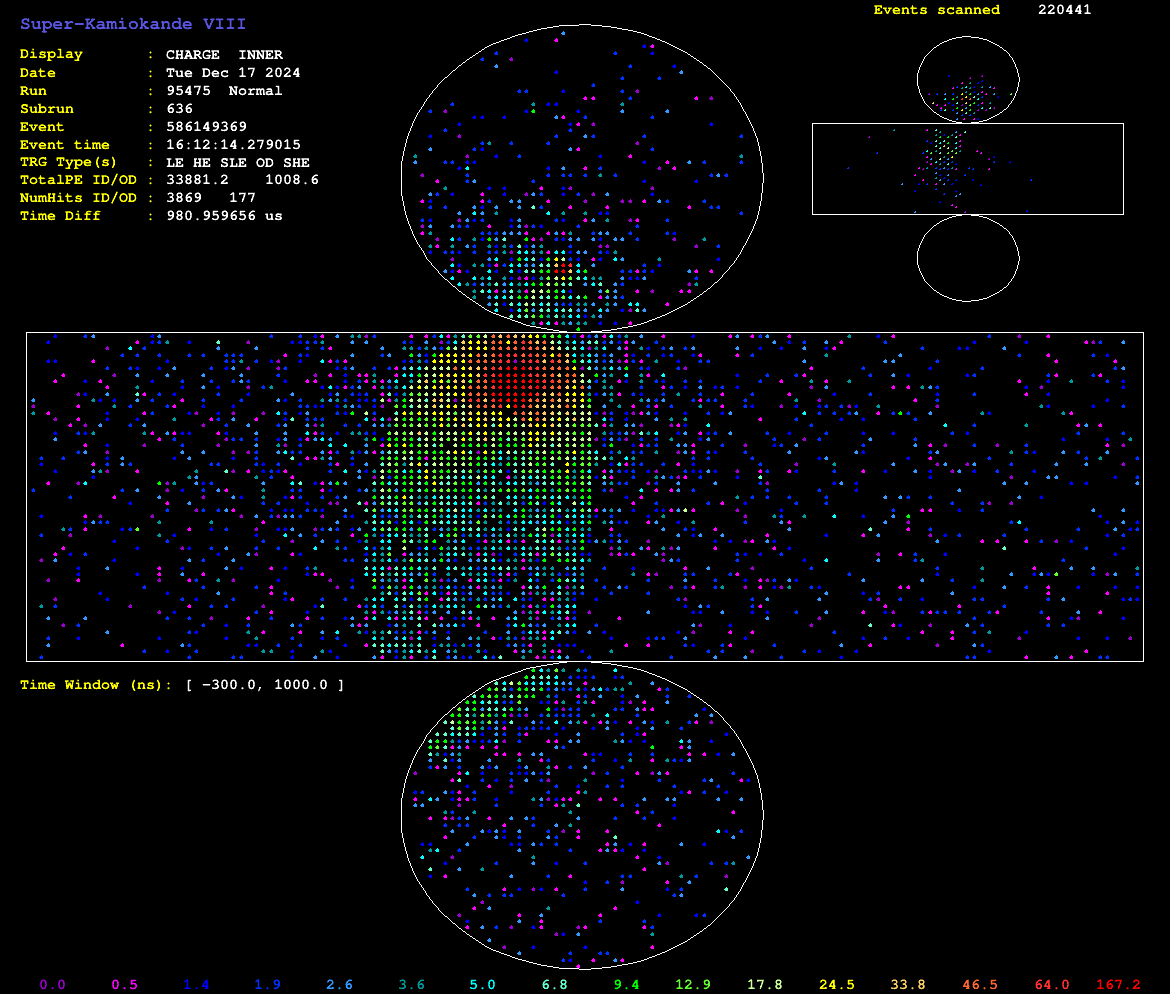 Super-Kamiokande VIII
Events scanned 220441
Display : CHARGE INNER
Date : Tue Dec 17 2024
Run : 95475 Normal
Subrun : 636
Event : 586149369
Event time : 16:12:14.279015
TRG Type(s) : LE HE SLE OD SHE
TotalPE ID/OD : 33881.2 1008.6
NumHits ID/OD : 3869 177
Time Diff : 980.959656 us
Time Window (ns): [ -300.0, 1000.0 ]
0.0 0.5 1.4 1.9 2.6 3.6 5.0 6.8 9.4 12.9 17.8 24.5 33.8 46.5 64.0 167.2